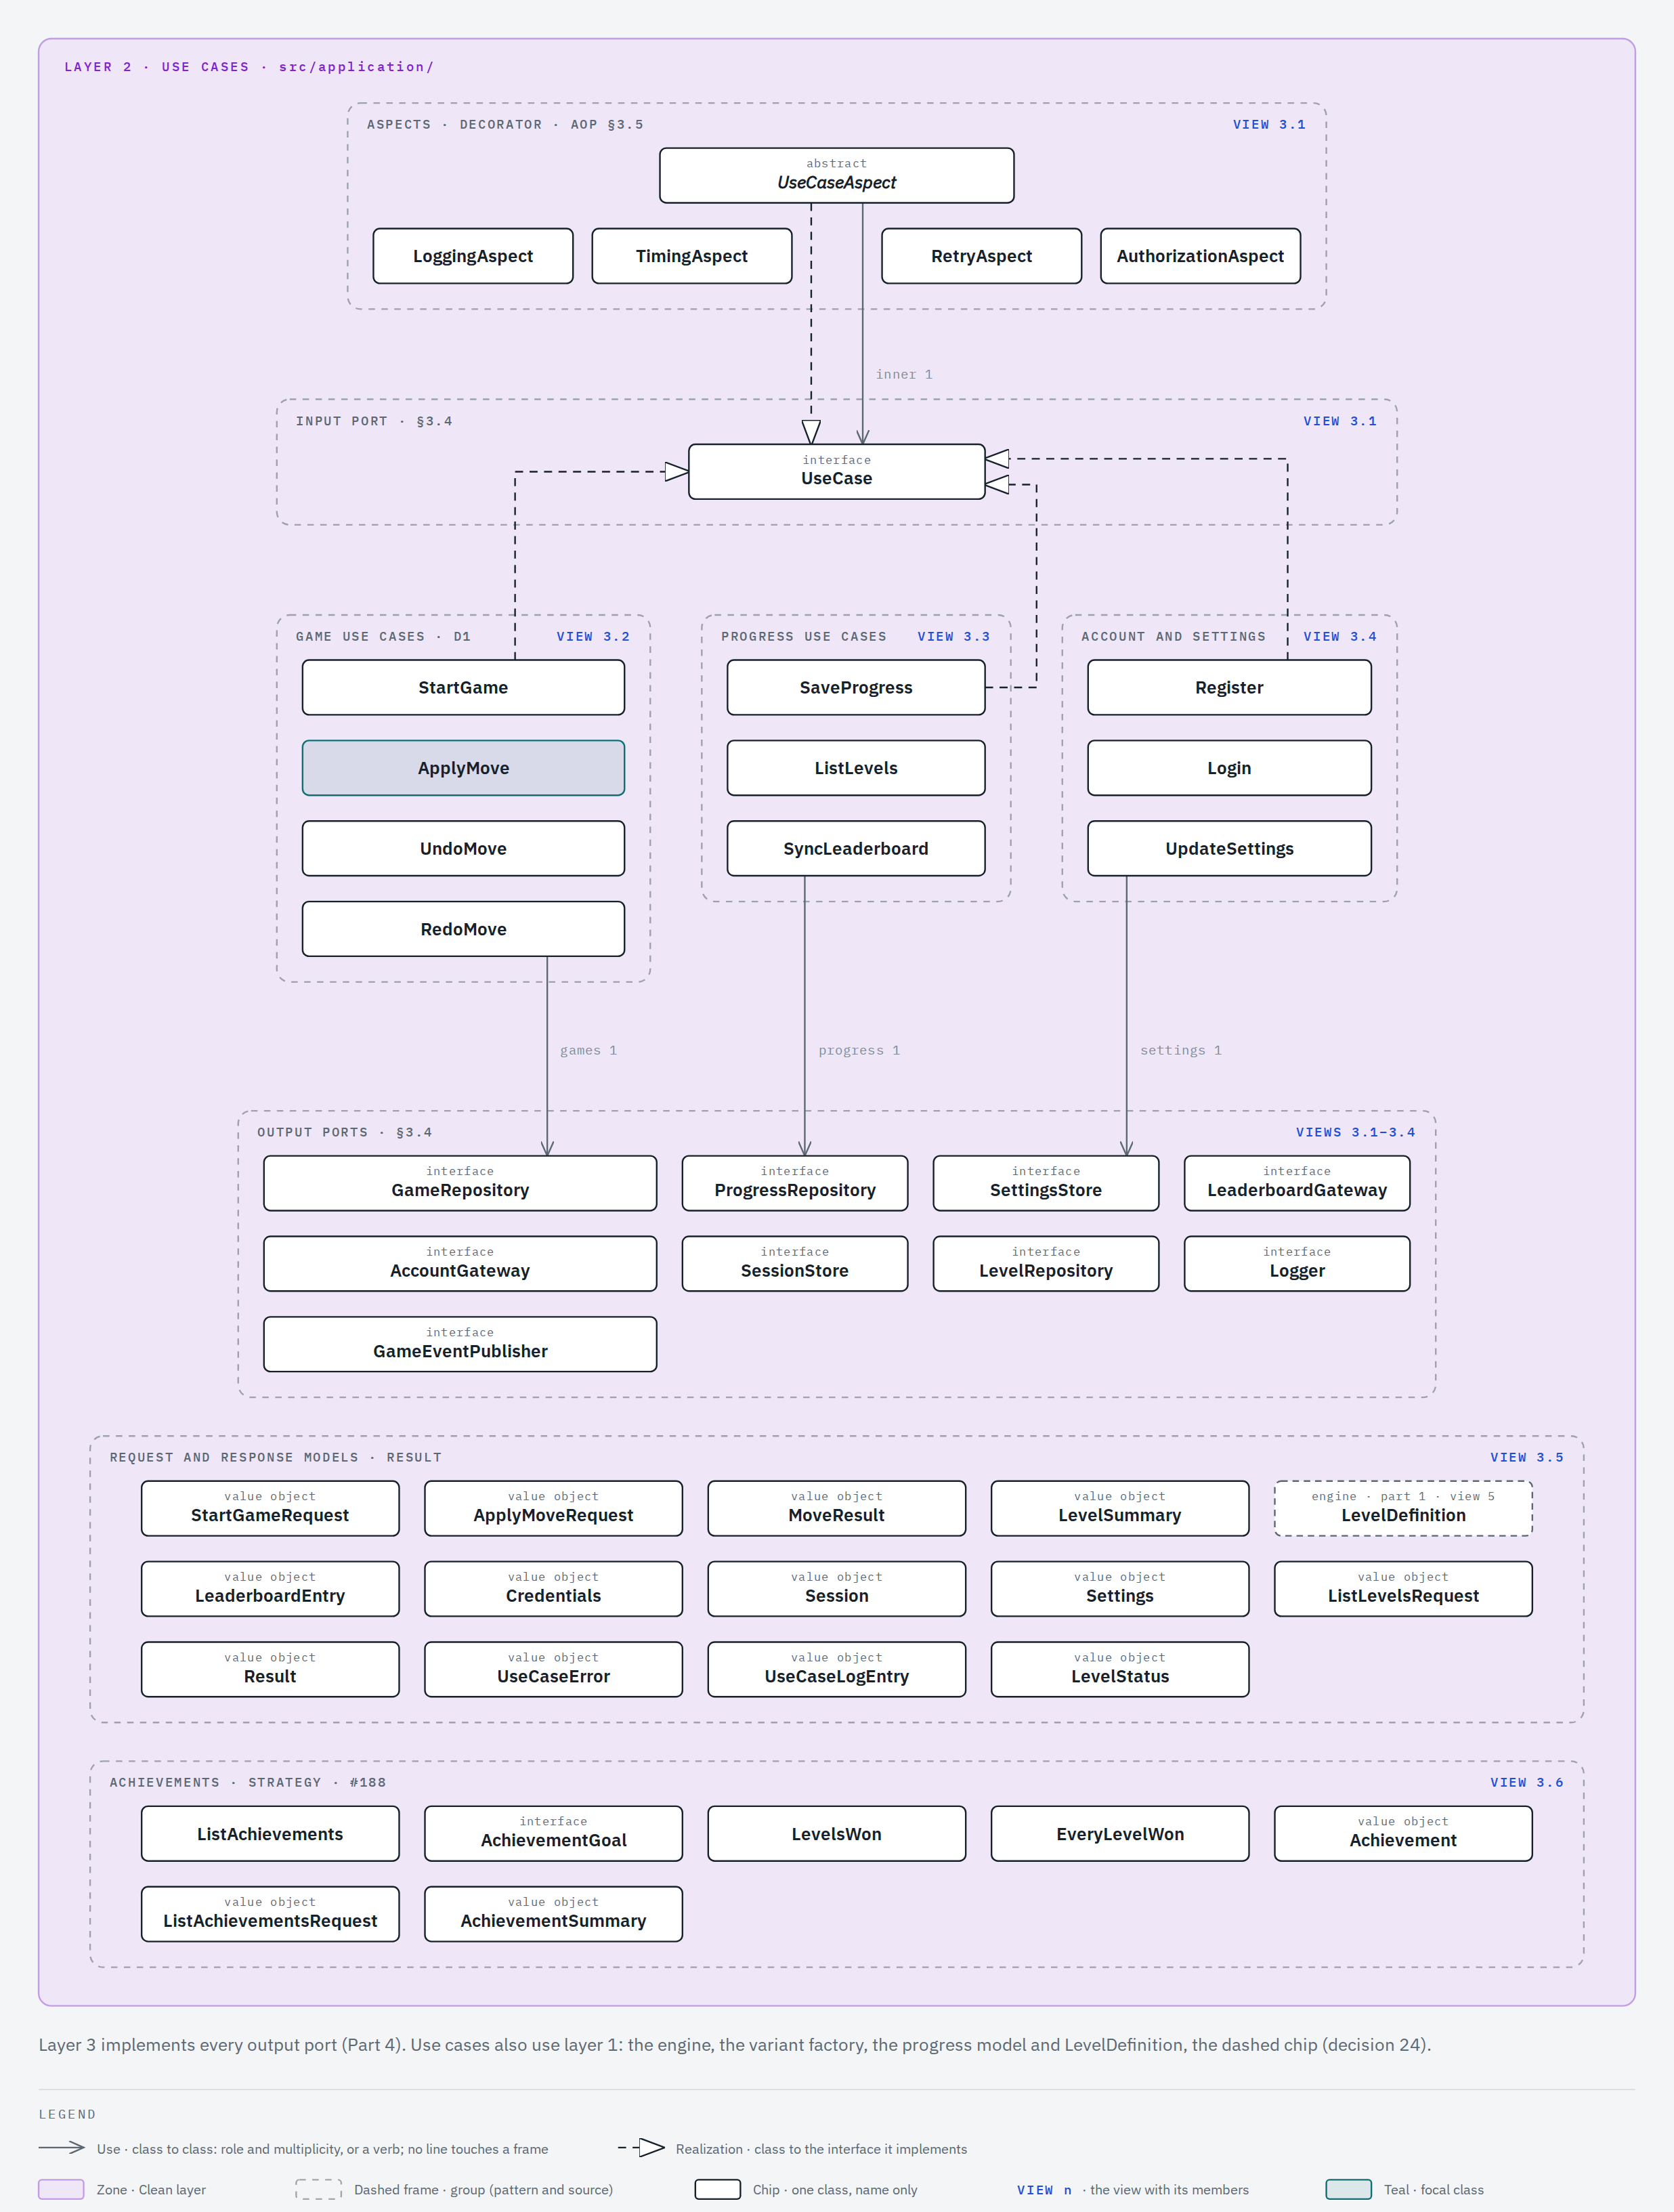 LAYER 2 · USE CASES · src/application/
ASPECTS · DECORATOR · AOP §3.5
VIEW 3.1
abstract
UseCaseAspect
LoggingAspect
TimingAspect
RetryAspect
AuthorizationAspect
inner 1
INPUT PORT · §3.4
VIEW 3.1
interface
UseCase
GAME USE CASES · D1
VIEW 3.2
StartGame
ApplyMove
UndoMove
RedoMove
PROGRESS USE CASES
VIEW 3.3
SaveProgress
ListLevels
SyncLeaderboard
ACCOUNT AND SETTINGS
VIEW 3.4
Register
Login
UpdateSettings
games 1
progress 1
settings 1
OUTPUT PORTS · §3.4
VIEWS 3.1–3.4
interface
GameRepository
interface
ProgressRepository
interface
SettingsStore
interface
LeaderboardGateway
interface
AccountGateway
interface
SessionStore
interface
LevelRepository
interface
Logger
interface
GameEventPublisher
REQUEST AND RESPONSE MODELS · RESULT
VIEW 3.5
value object
StartGameRequest
value object
ApplyMoveRequest
value object
MoveResult
value object
LevelSummary
engine · part 1 · view 5
LevelDefinition
value object
LeaderboardEntry
value object
Credentials
value object
Session
value object
Settings
value object
ListLevelsRequest
value object
Result
value object
UseCaseError
value object
UseCaseLogEntry
value object
LevelStatus
ACHIEVEMENTS · STRATEGY · #188
VIEW 3.6
ListAchievements
interface
AchievementGoal
LevelsWon
EveryLevelWon
value object
Achievement
value object
ListAchievementsRequest
value object
AchievementSummary
Layer 3 implements every output port (Part 4). Use cases also use layer 1: the engine, the variant factory, the progress model and LevelDefinition, the dashed chip (decision 24).
LEGEND
Use · class to class: role and multiplicity, or a verb; no line touches a frame
Realization · class to the interface it implements
Zone · Clean layer
Dashed frame · group (pattern and source)
Chip · one class, name only
VIEW n · the view with its members
Teal · focal class